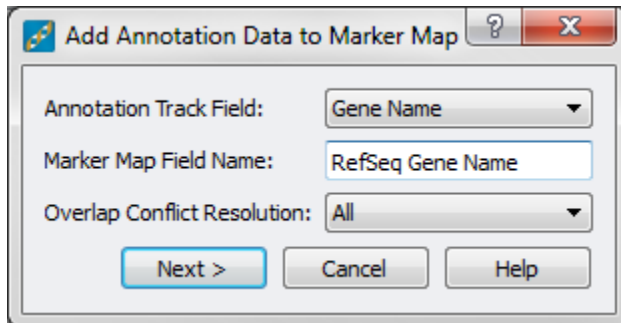 Add Annotation Data to Marker Map ? X
Annotation Track Field: Gene Name
Marker Map Field Name: RefSeq Gene Name
Overlap Conflict Resolution: All
Next > Cancel Help